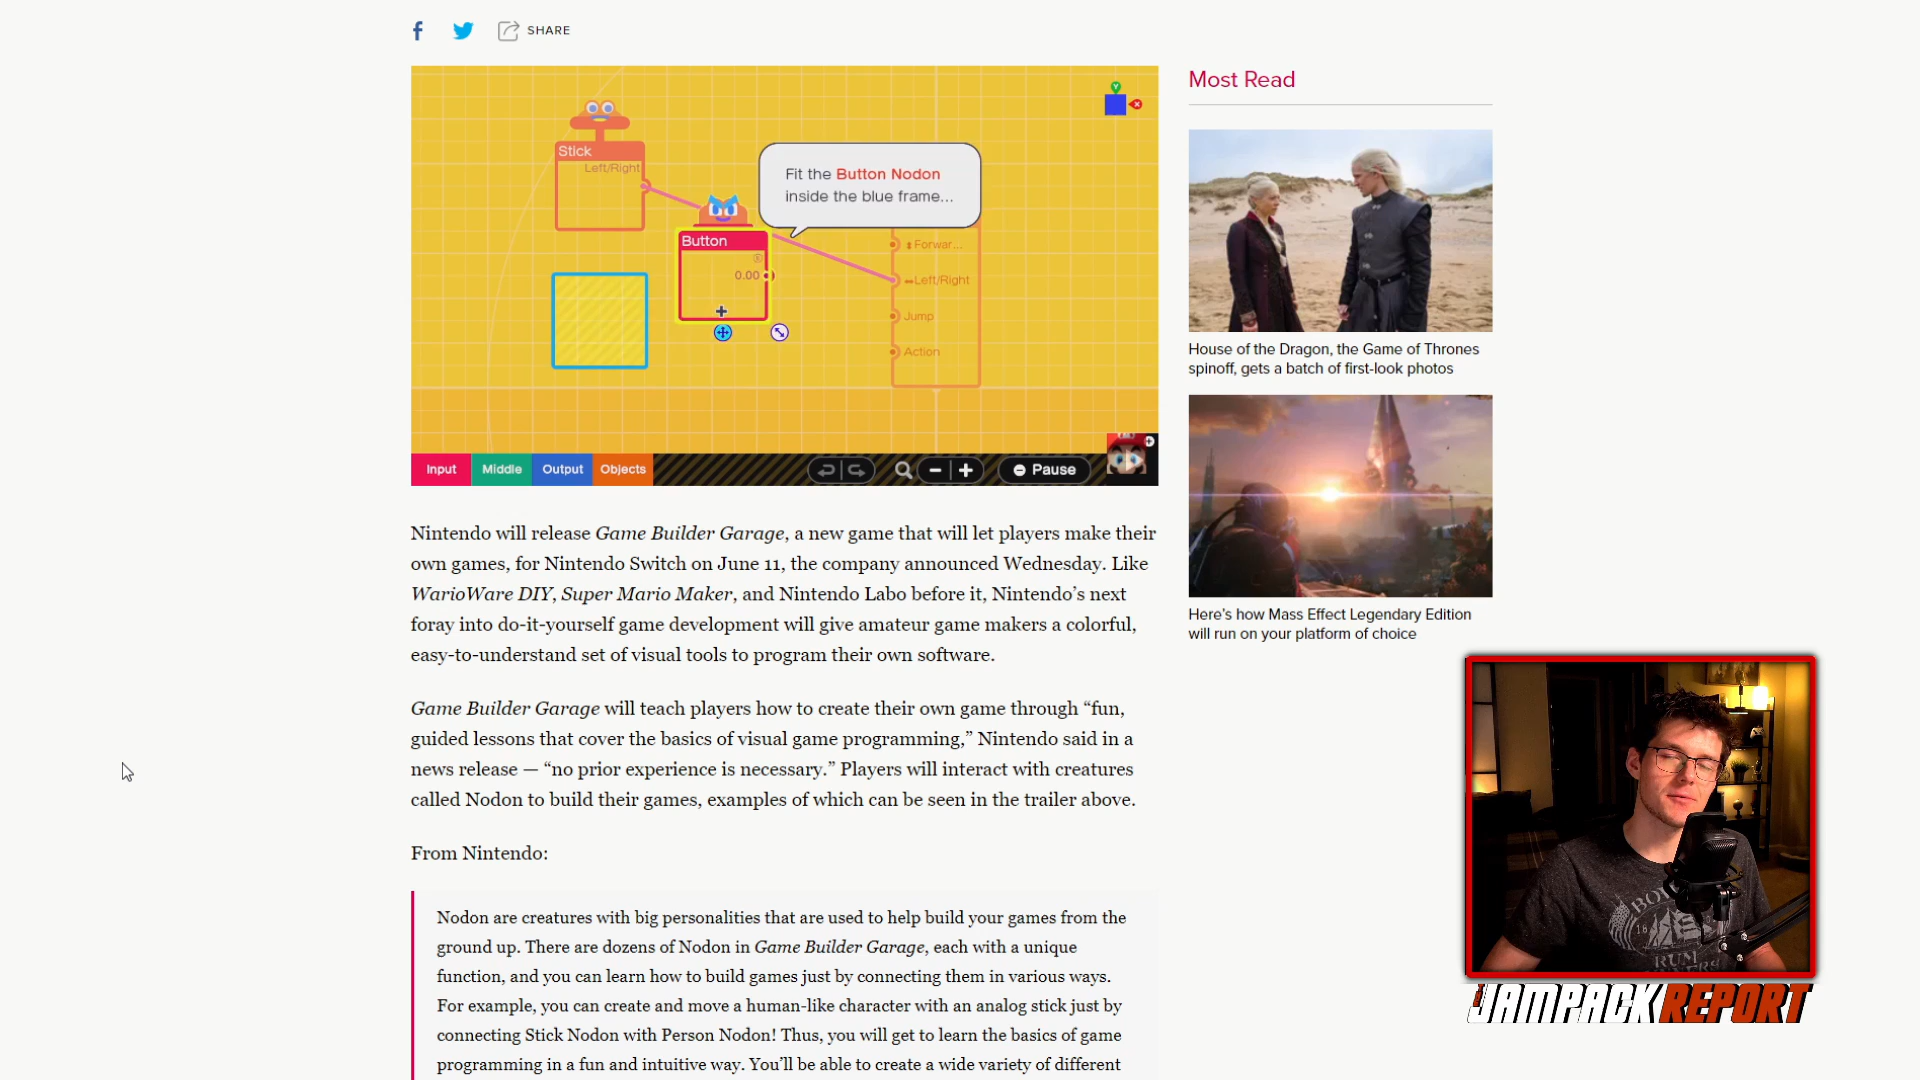 SHARE
Stick
Left/Right
Fit the Button Nodon
inside the blue frame...
Button
0.00
Forwar...
Left/Right
Jump
Action
Y
X
Input Middle Output Objects
Pause
Nintendo will release Game Builder Garage, a new game that will let players make their
own games, for Nintendo Switch on June 11, the company announced Wednesday. Like
WarioWare DIY, Super Mario Maker, and Nintendo Labo before it, Nintendo’s next
foray into do-it-yourself game development will give amateur game makers a colorful,
easy-to-understand set of visual tools to program their own software.
Game Builder Garage will teach players how to create their own game through “fun,
guided lessons that cover the basics of visual game programming,” Nintendo said in a
news release — “no prior experience is necessary.” Players will interact with creatures
called Nodon to build their games, examples of which can be seen in the trailer above.
From Nintendo:
Nodon are creatures with big personalities that are used to help build your games from the
ground up. There are dozens of Nodon in Game Builder Garage, each with a unique
function, and you can learn how to build games just by connecting them in various ways.
For example, you can create and move a human-like character with an analog stick just by
connecting Stick Nodon with Person Nodon! Thus, you will get to learn the basics of game
programming in a fun and intuitive way. You’ll be able to create a wide variety of different
Most Read
House of the Dragon, the Game of Thrones
spinoff, gets a batch of first-look photos
Here’s how Mass Effect Legendary Edition
will run on your platform of choice
RUM
JAMPACK REPORT